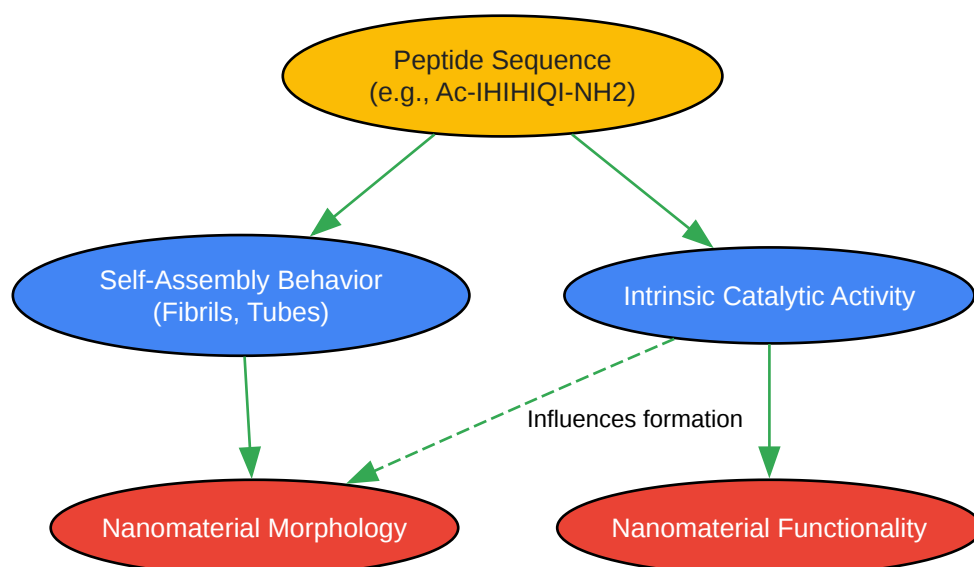 Peptide Sequence
(e.g., Ac-IHIHIQI-NH2)
Self-Assembly Behavior
(Fibrils, Tubes)
Intrinsic Catalytic Activity
Influences formation
Nanomaterial Morphology
Nanomaterial Functionality